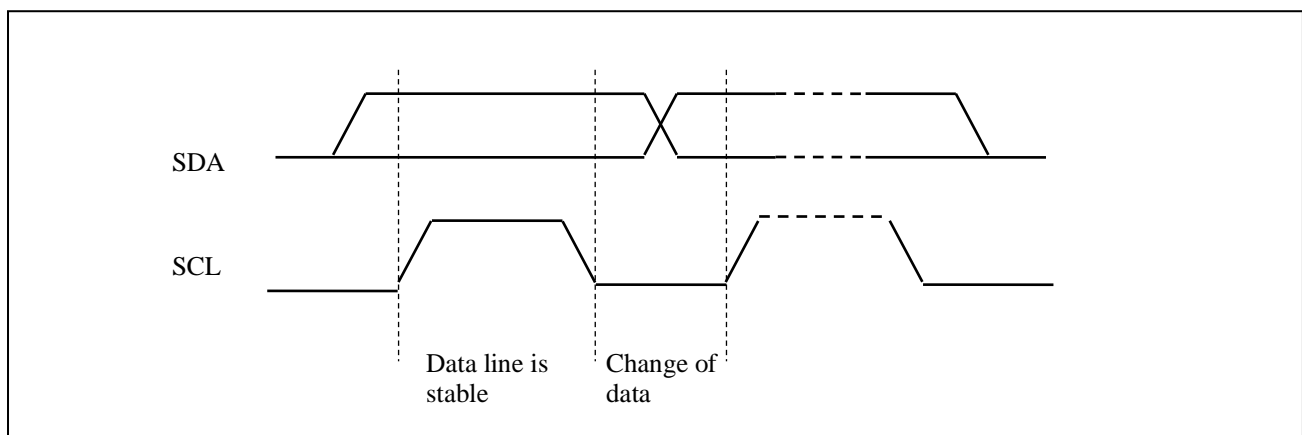 SDA
SCL
Data line is
stable
Change of
data